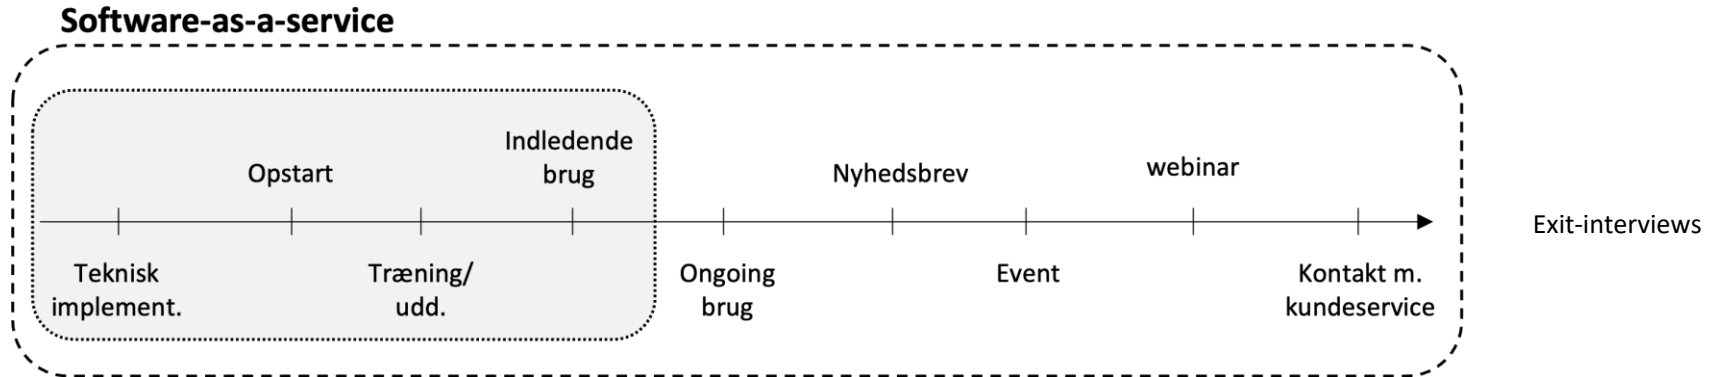 Software-as-a-service
Teknisk
implement.
Opstart
Træning/
udd.
Indledende
brug
Ongoing
brug
Nyhedsbrev
Event
webinar
Kontakt m.
kundeservice
Exit-interviews